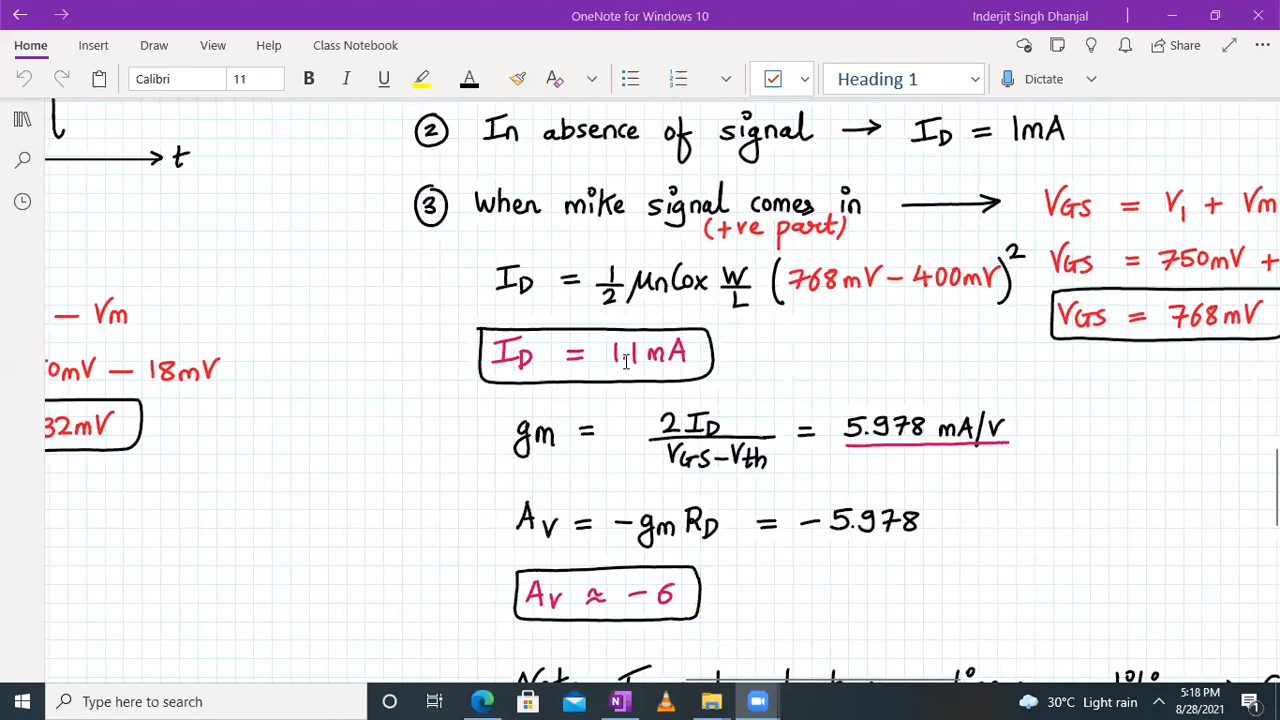 OneNote for Windows 10
Inderjit Singh Dhanjal
Home Insert Draw View Help Class Notebook
Share
Calibri 11 B I U A Heading 1 Dictate
② In absence of signal → ID = 1mA
→ t
③ When mike signal comes in → VGS = V1 + Vm
(+ve part)
ID = 1/2 μnCox W/L (768mV - 400mV)²
VGS = 750mV +
VGS = 768mV
- Vm
ID = 1.1mA
0mV - 18mV
32mV
gm = 2ID / VGS-Vth = 5.978 mA/V
AV = -gm RD = -5.978
AV ≈ -6
Type here to search
30°C Light rain
5:18 PM
8/28/2021
1